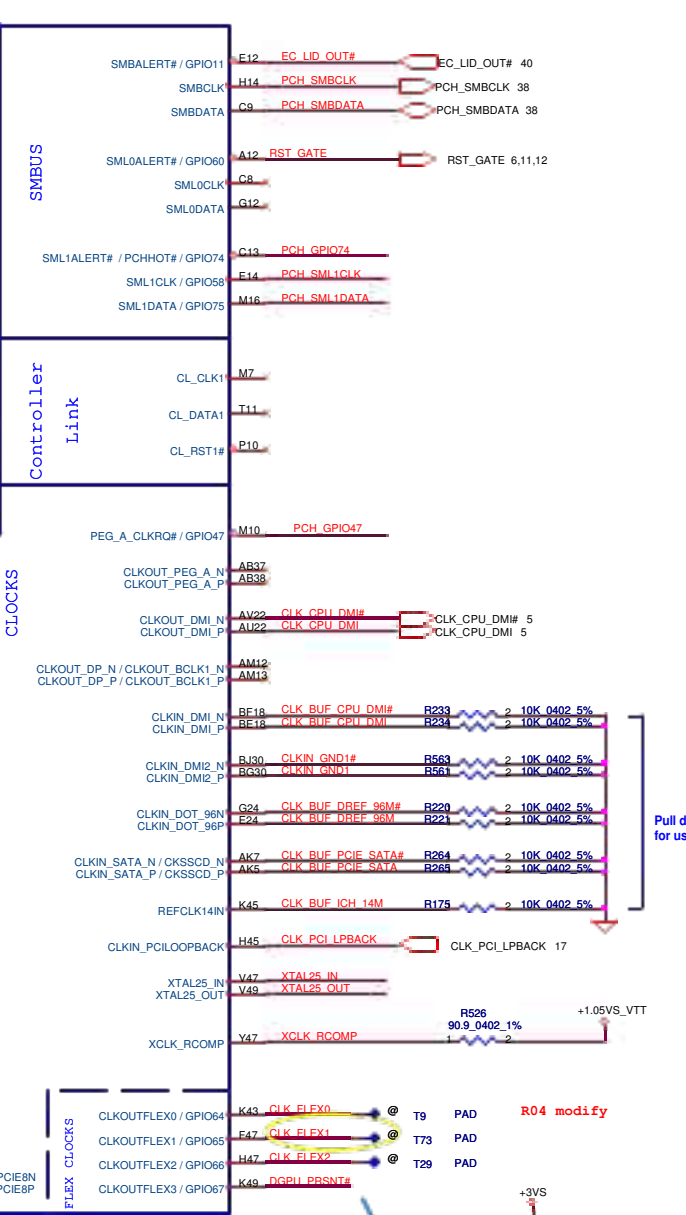 SMBUS
SMBALERT# / GPIO11 E12 EC_LID_OUT# EC_LID_OUT# 40
SMBCLK H14 PCH_SMBCLK PCH_SMBCLK 38
SMBDATA C9 PCH_SMBDATA PCH_SMBDATA 38
SML0ALERT# / GPIO60 A12 RST_GATE RST_GATE 6,11,12
SML0CLK C8
SML0DATA G12
SML1ALERT# / PCHHOT# / GPIO74 C13 PCH_GPIO74
SML1CLK / GPIO58 E14 PCH_SML1CLK
SML1DATA / GPIO75 M16 PCH_SML1DATA
Controller
Link
CL_CLK1 M7
CL_DATA1 T11
CL_RST1# P10
CLOCKS
PEG_A_CLKRQ# / GPIO47 M10 PCH_GPIO47
CLKOUT_PEG_A_N AB37
CLKOUT_PEG_A_P AB38
CLKOUT_DMI_N AV22 CLK_CPU_DMI# CLK_CPU_DMI# 5
CLKOUT_DMI_P AU22 CLK_CPU_DMI CLK_CPU_DMI 5
CLKOUT_DP_N / CLKOUT_BCLK1_N AM12
CLKOUT_DP_P / CLKOUT_BCLK1_P AM13
CLKIN_DMI_N BF18 CLK_BUF_CPU_DMI# R233 2 10K_0402_5%
CLKIN_DMI_P BE18 CLK_BUF_CPU_DMI R234 2 10K_0402_5%
CLKIN_DMI2_N BJ30 CLKIN_GND1# R563 2 10K_0402_5%
CLKIN_DMI2_P BG30 CLKIN_GND1 R561 2 10K_0402_5%
CLKIN_DOT_96N G24 CLK_BUF_DREF_96M# R220 2 10K_0402_5%
CLKIN_DOT_96P E24 CLK_BUF_DREF_96M R221 2 10K_0402_5%
Pull d
for us
CLKIN_SATA_N / CKSSCD_N AK7 CLK_BUF_PCIE_SATA# R264 2 10K_0402_5%
CLKIN_SATA_P / CKSSCD_P AK5 CLK_BUF_PCIE_SATA R265 2 10K_0402_5%
REFCLK14IN K45 CLK_BUF_ICH_14M R175 2 10K_0402_5%
CLKIN_PCILOOPBACK H45 CLK_PCI_LPBACK CLK_PCI_LPBACK 17
XTAL25_IN V47 XTAL25_IN
XTAL25_OUT V49 XTAL25_OUT
R526
90.9_0402_1%
+1.05VS_VTT
XCLK_RCOMP Y47 XCLK_RCOMP 1 2
FLEX CLOCKS
CLKOUTFLEX0 / GPIO64 K43 CLK_FLEX0 @ T9 PAD
R04 modify
CLKOUTFLEX1 / GPIO65 F47 CLK_FLEX1 @ T73 PAD
CLKOUTFLEX2 / GPIO66 H47 CLK_FLEX2 @ T29 PAD
CLKOUTFLEX3 / GPIO67 K49 DGPU_PRSNT#
PCIE8N
PCIE8P
+3VS